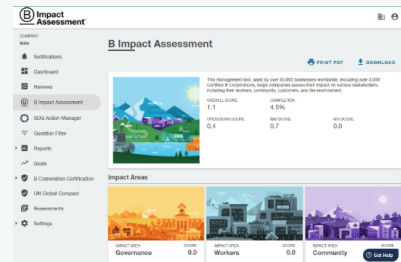 B Impact
Assessment
COMPANY
Notifications
Dashboard
Reviews
B Impact Assessment
SDG Action Manager
Question Filter
Reports
Goals
B Corporation Certification
UN Global Compact
Assessments
Settings
B Impact Assessment
PRINT PDF
DOWNLOAD
This management tool, used by over 50,000 businesses worldwide, including over 3,000
Certified B Corporations, helps companies assess their impact on various stakeholders,
including their workers, community, customers, and the environment.
OVERALL SCORE
COMPLETION
1.1
4.5%
OPERATIONS SCORE
IBM SCORE
N/A SCORE
0.4
0.7
0.0
Impact Areas
IMPACT AREA
SCORE
Governance
0.0
IMPACT AREA
SCORE
Workers
0.0
IMPACT AREA
SCORE
Community
Get Help